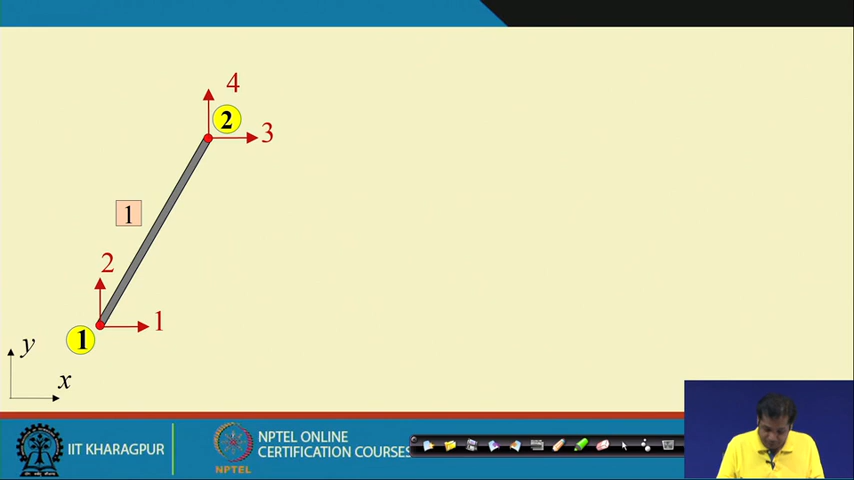 4
2
3
1
2
1
1
y
x
IIT KHARAGPUR
NPTEL
NPTEL ONLINE
CERTIFICATION COURSES